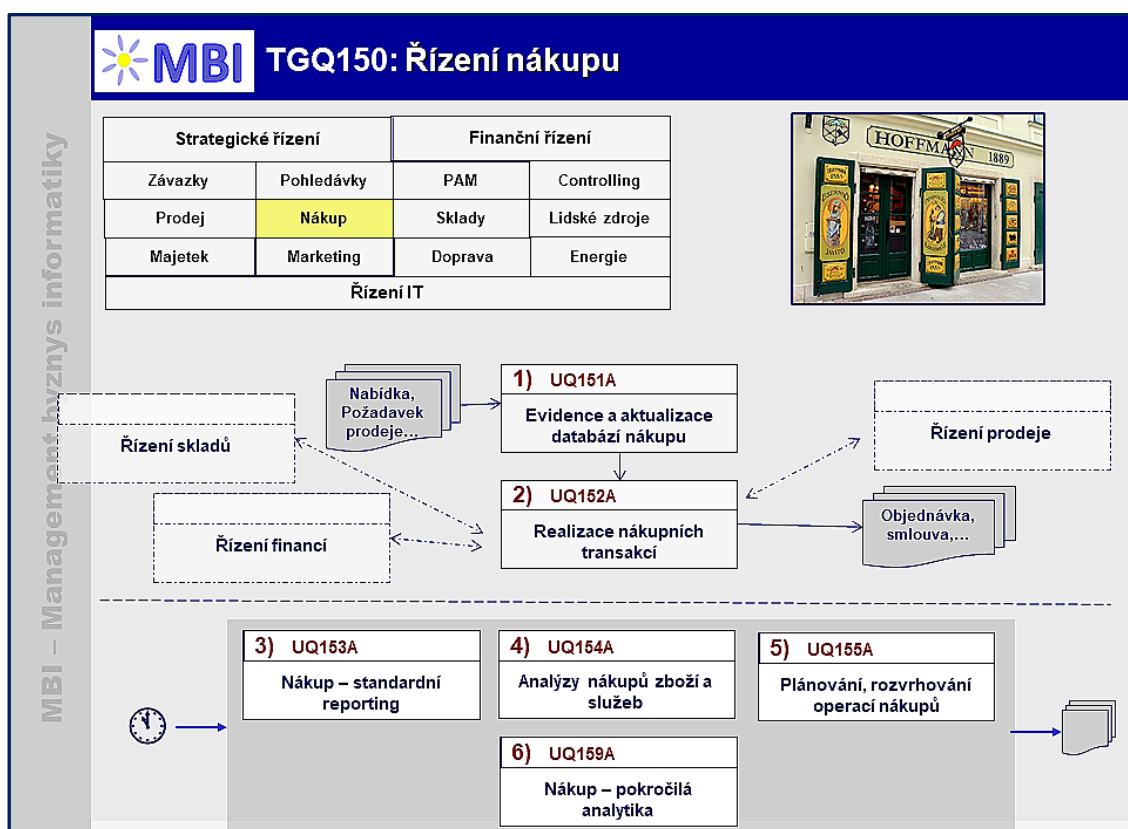 MBI
TGQ150: Řízení nákupu
MBI – Management byznys informatiky
Strategické řízení
Finanční řízení
Závazky
Pohledávky
PAM
Controlling
Prodej
Nákup
Sklady
Lidské zdroje
Majetek
Marketing
Doprava
Energie
Řízení IT
HOFFMANN 1889
Nabídka,
Požadavek
prodeje...
1) UQ151A
Evidence a aktualizace
databází nákupu
Řízení skladů
Řízení prodeje
2) UQ152A
Realizace nákupních
transakcí
Řízení financí
Objednávka,
smlouva,...
3) UQ153A
Nákup – standardní
reporting
4) UQ154A
Analýzy nákupů zboží a
služeb
5) UQ155A
Plánování, rozvrhování
operací nákupů
6) UQ159A
Nákup – pokročilá
analytika